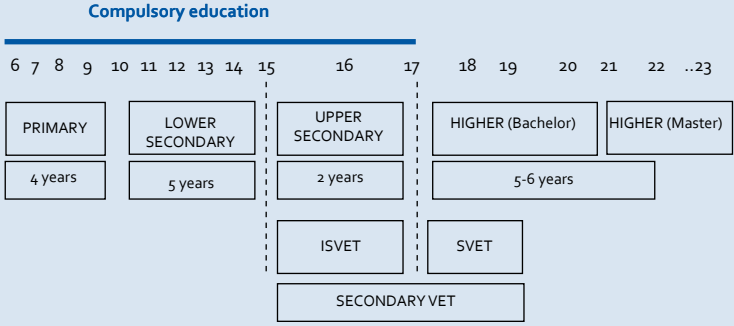 Compulsory education
6 7 8 9 10 11 12 13 14 15 16 17 18 19 20 21 22 ..23
PRIMARY
LOWER
SECONDARY
UPPER
SECONDARY
HIGHER (Bachelor)
HIGHER (Master)
4 years
5 years
2 years
5-6 years
ISVET
SVET
SECONDARY VET